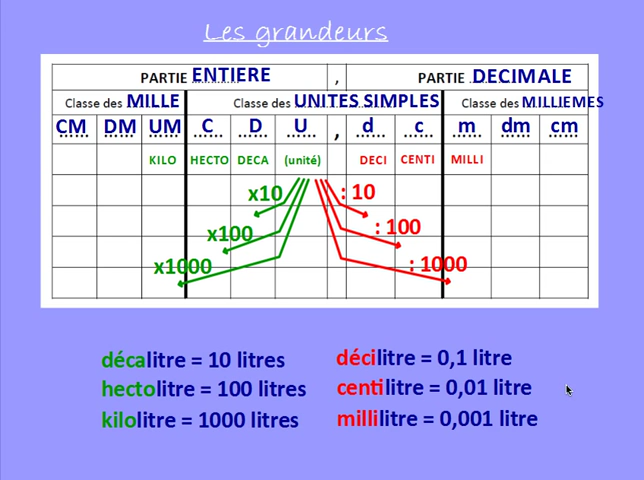 Les grandeurs
PARTIE ENTIERE , PARTIE DECIMALE
Classe des MILLE Classe des UNITES SIMPLES Classe des MILLIEMES
CM DM UM C D U , d c m dm cm
KILO HECTO DECA (unité) DECI CENTI MILLI
x10 : 10
x100 : 100
x1000 : 1000
décalitre = 10 litres
hectolitre = 100 litres
kilolitre = 1000 litres
décilitre = 0,1 litre
centilitre = 0,01 litre
millilitre = 0,001 litre